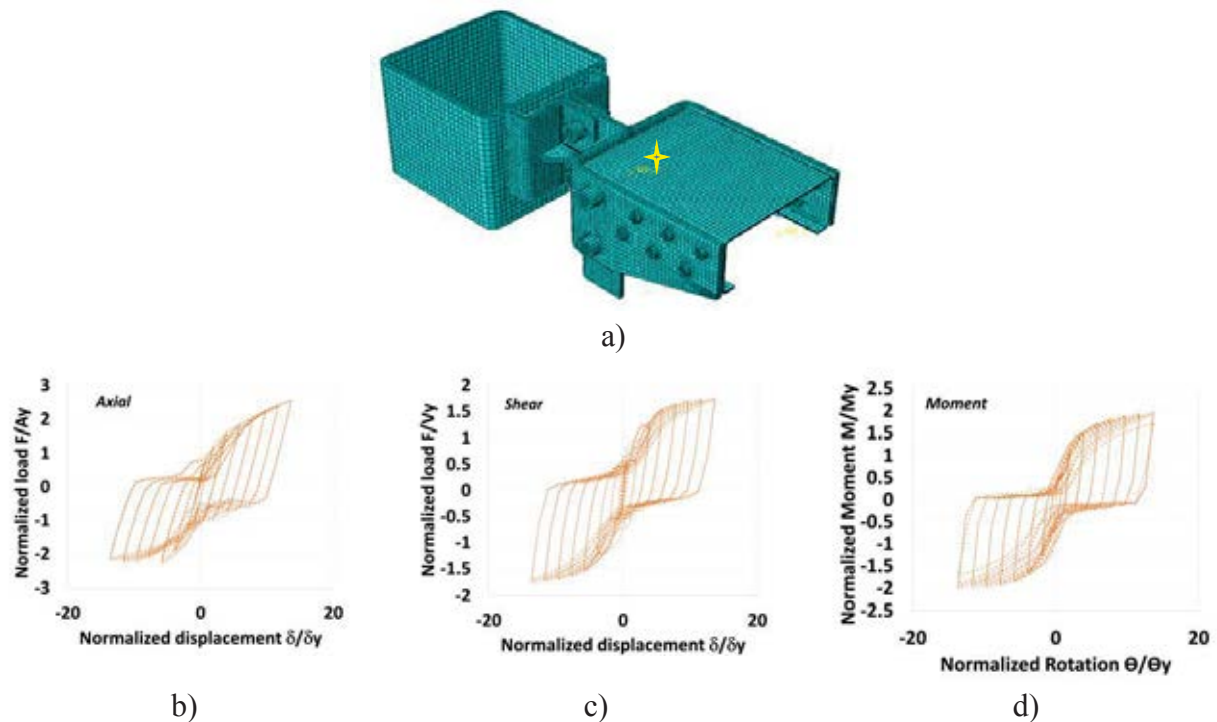 a)
3
2
1
0
-1
-2
-3
-20
0
20
Axial
Normalized load F/Ay
Normalized displacement δ/δy
b)
2
1.5
1
0.5
0
-0.5
-1
-1.5
-2
-20
0
20
Shear
Normalized load F/Vy
Normalized displacement δ/δy
c)
2.5
2
1.5
1
0.5
0
-0.5
-1
-1.5
-2
-2.5
-20
0
20
Moment
Normalized Moment M/My
Normalized Rotation Θ/Θy
d)